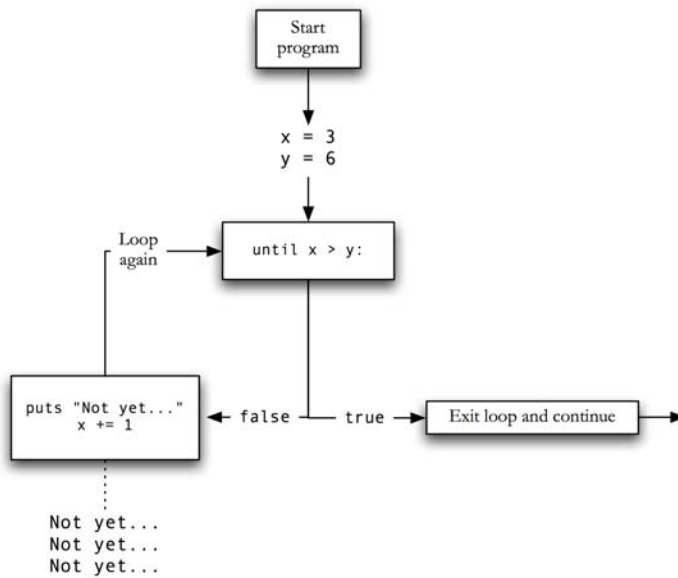 Start
program
x = 3
y = 6
Loop
again
until x > y:
puts "Not yet..."
x += 1
false
true
Exit loop and continue
Not yet...
Not yet...
Not yet...